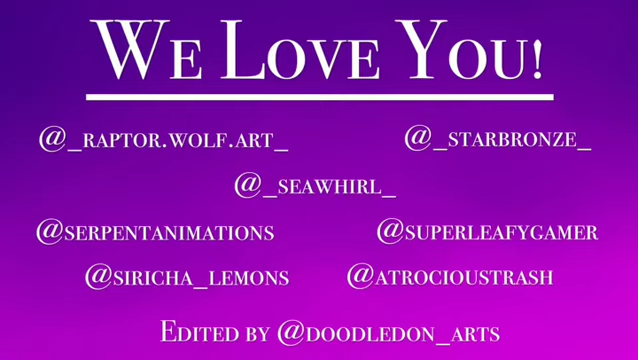 We Love You!
@_raptor.wolf.art_ @_starbronze_
@_seawhirl_
@serpentanimations @superleafygamer
@siricha_lemons @atrocioustrash
Edited by @doodledon_arts